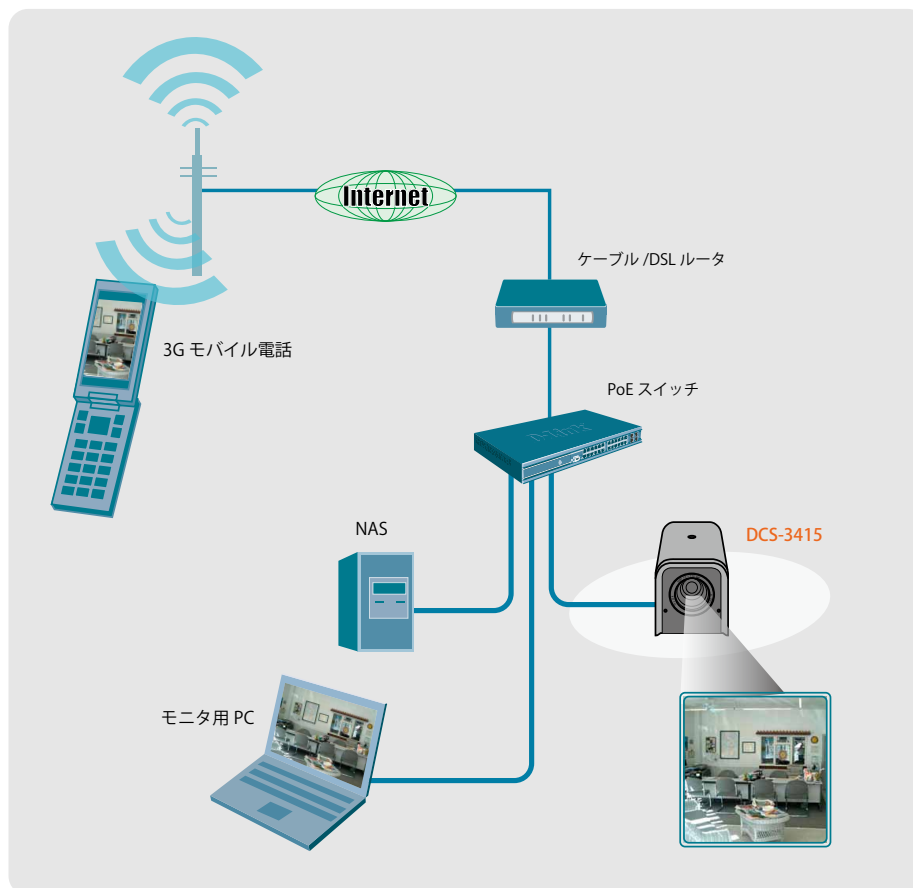 Internet
ケーブル /DSL ルータ
3G モバイル電話
PoE スイッチ
D-Link
NAS
DCS-3415
モニタ用 PC